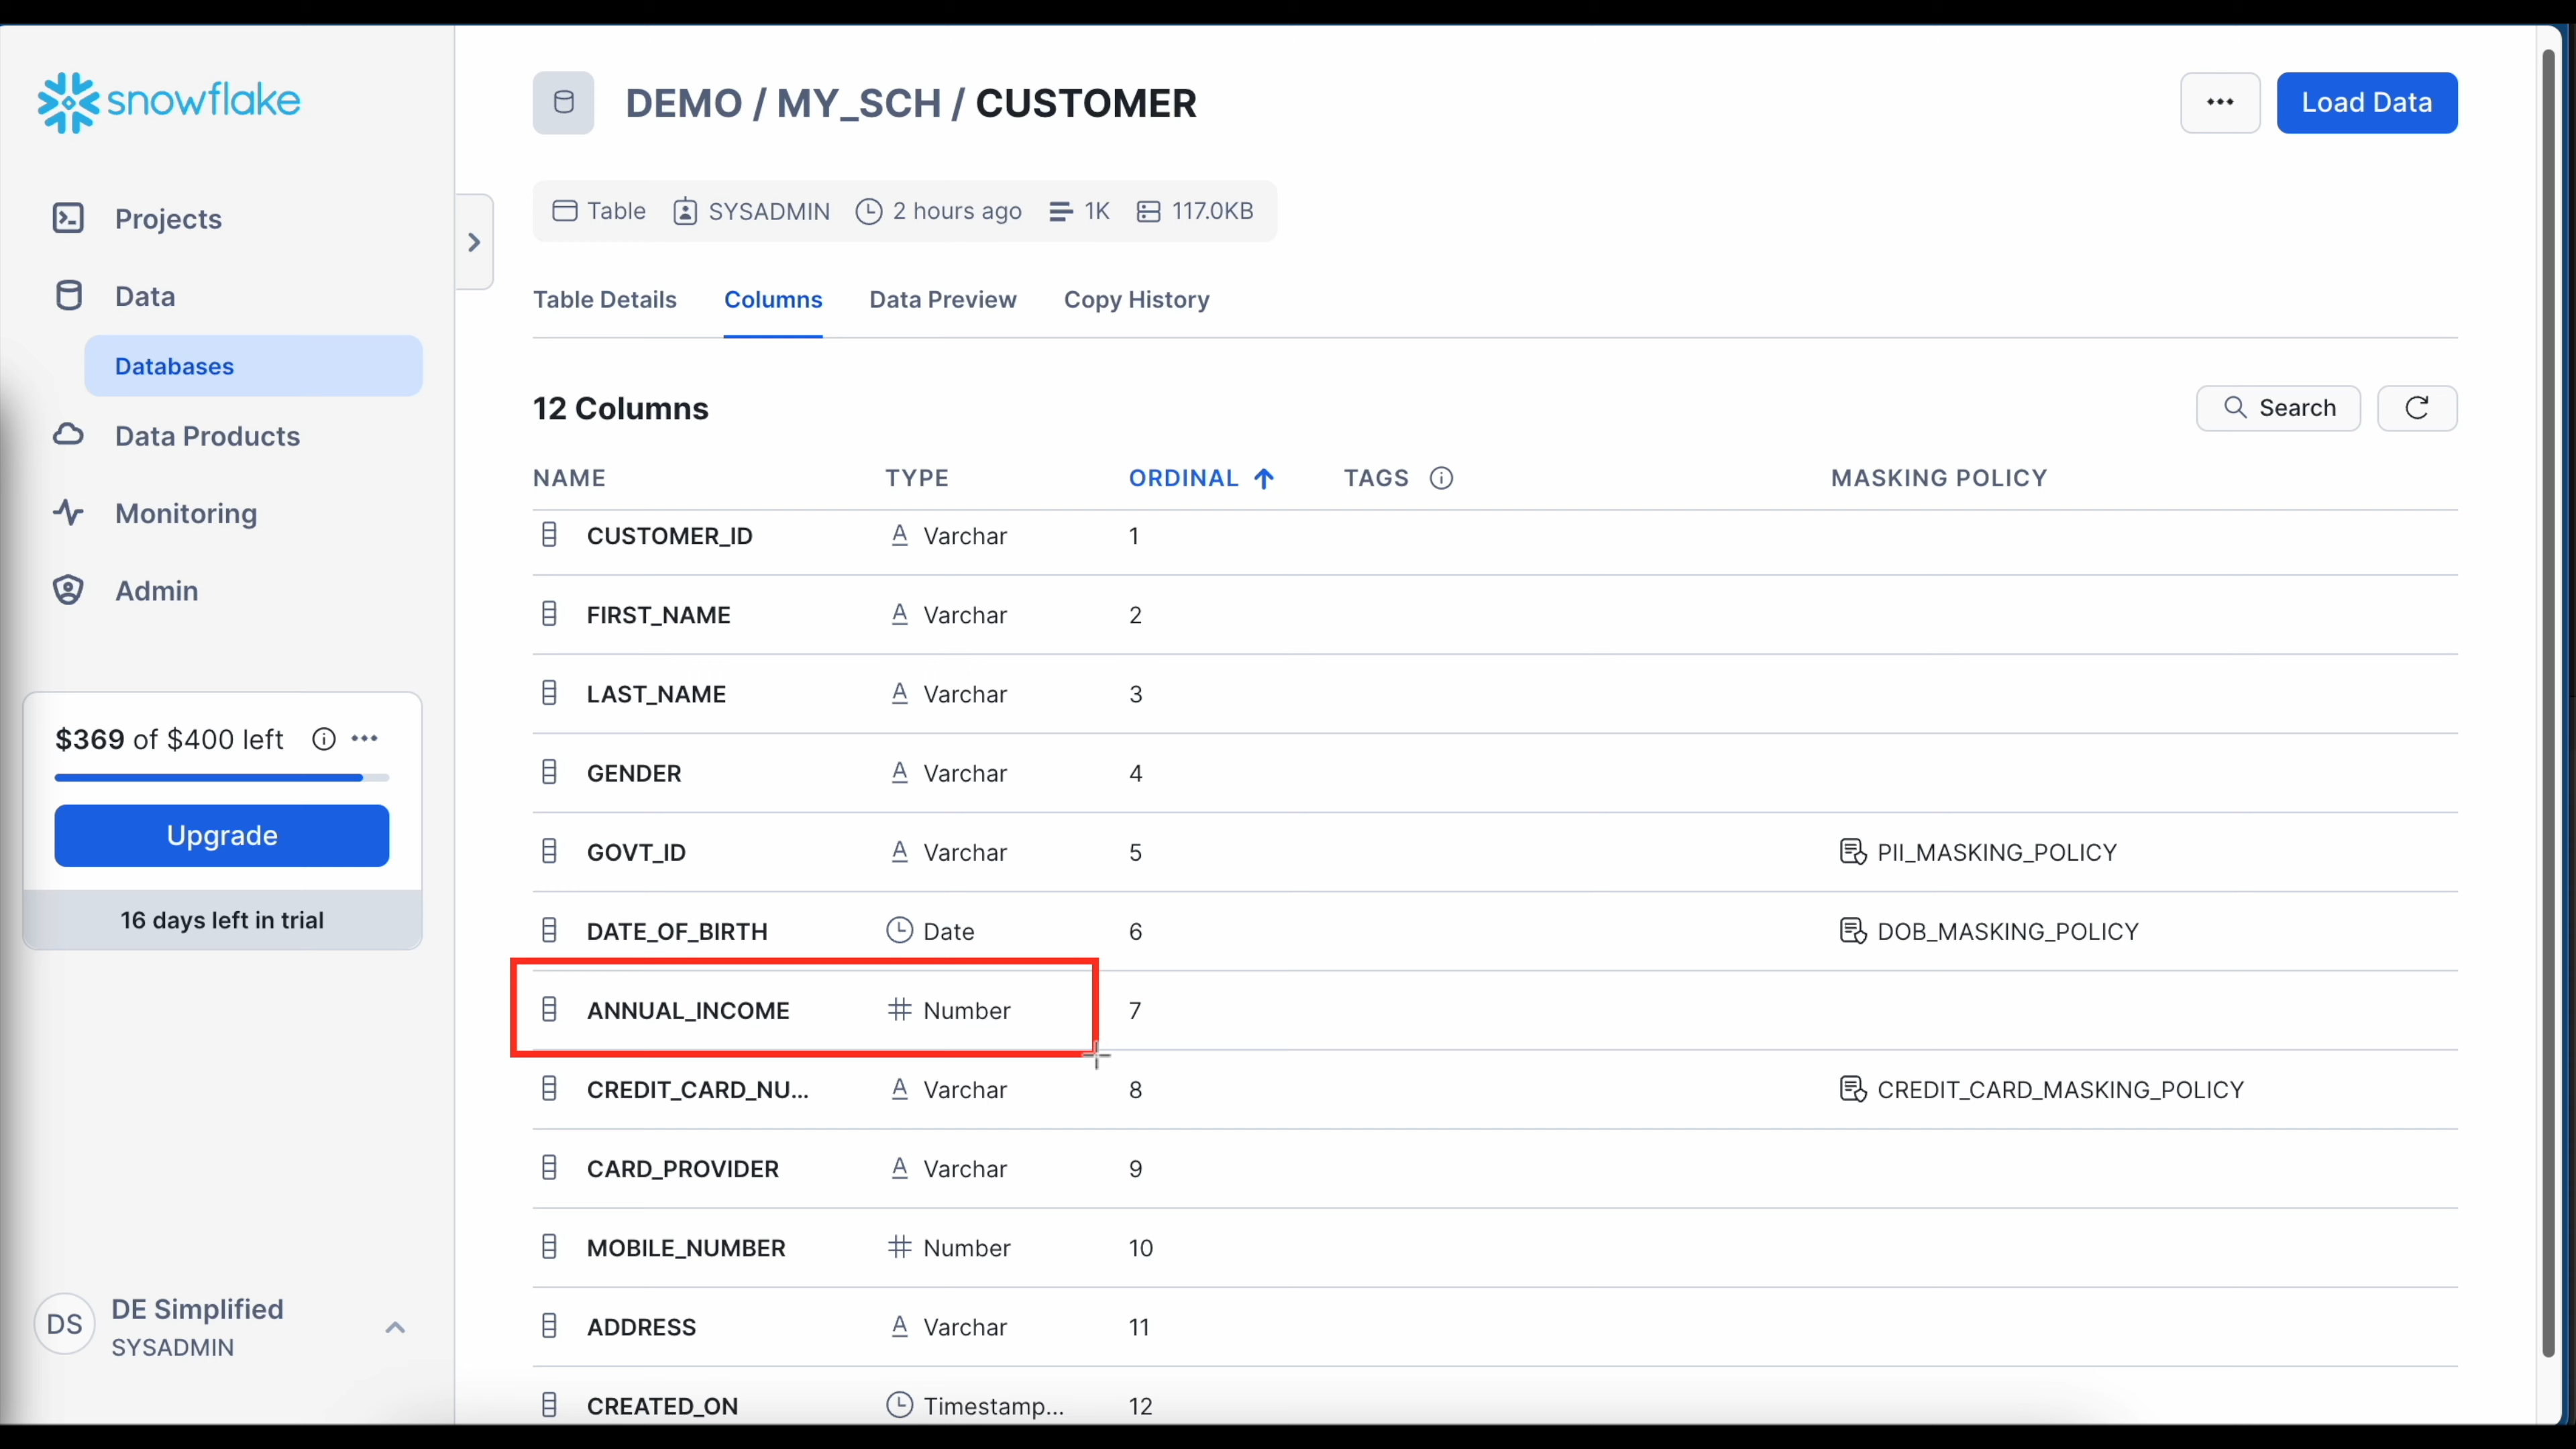 snowflake
Projects
Data
Databases
Data Products
Monitoring
Admin
$369 of $400 left
Upgrade
16 days left in trial
DS
DE Simplified
SYSADMIN
DEMO / MY_SCH / CUSTOMER
Load Data
Table SYSADMIN 2 hours ago 1K 117.0KB
Table Details Columns Data Preview Copy History
12 Columns
Search
NAME TYPE ORDINAL TAGS MASKING POLICY
CUSTOMER_ID Varchar 1
FIRST_NAME Varchar 2
LAST_NAME Varchar 3
GENDER Varchar 4
GOVT_ID Varchar 5 PII_MASKING_POLICY
DATE_OF_BIRTH Date 6 DOB_MASKING_POLICY
ANNUAL_INCOME Number 7
CREDIT_CARD_NU... Varchar 8 CREDIT_CARD_MASKING_POLICY
CARD_PROVIDER Varchar 9
MOBILE_NUMBER Number 10
ADDRESS Varchar 11
CREATED_ON Timestamp... 12